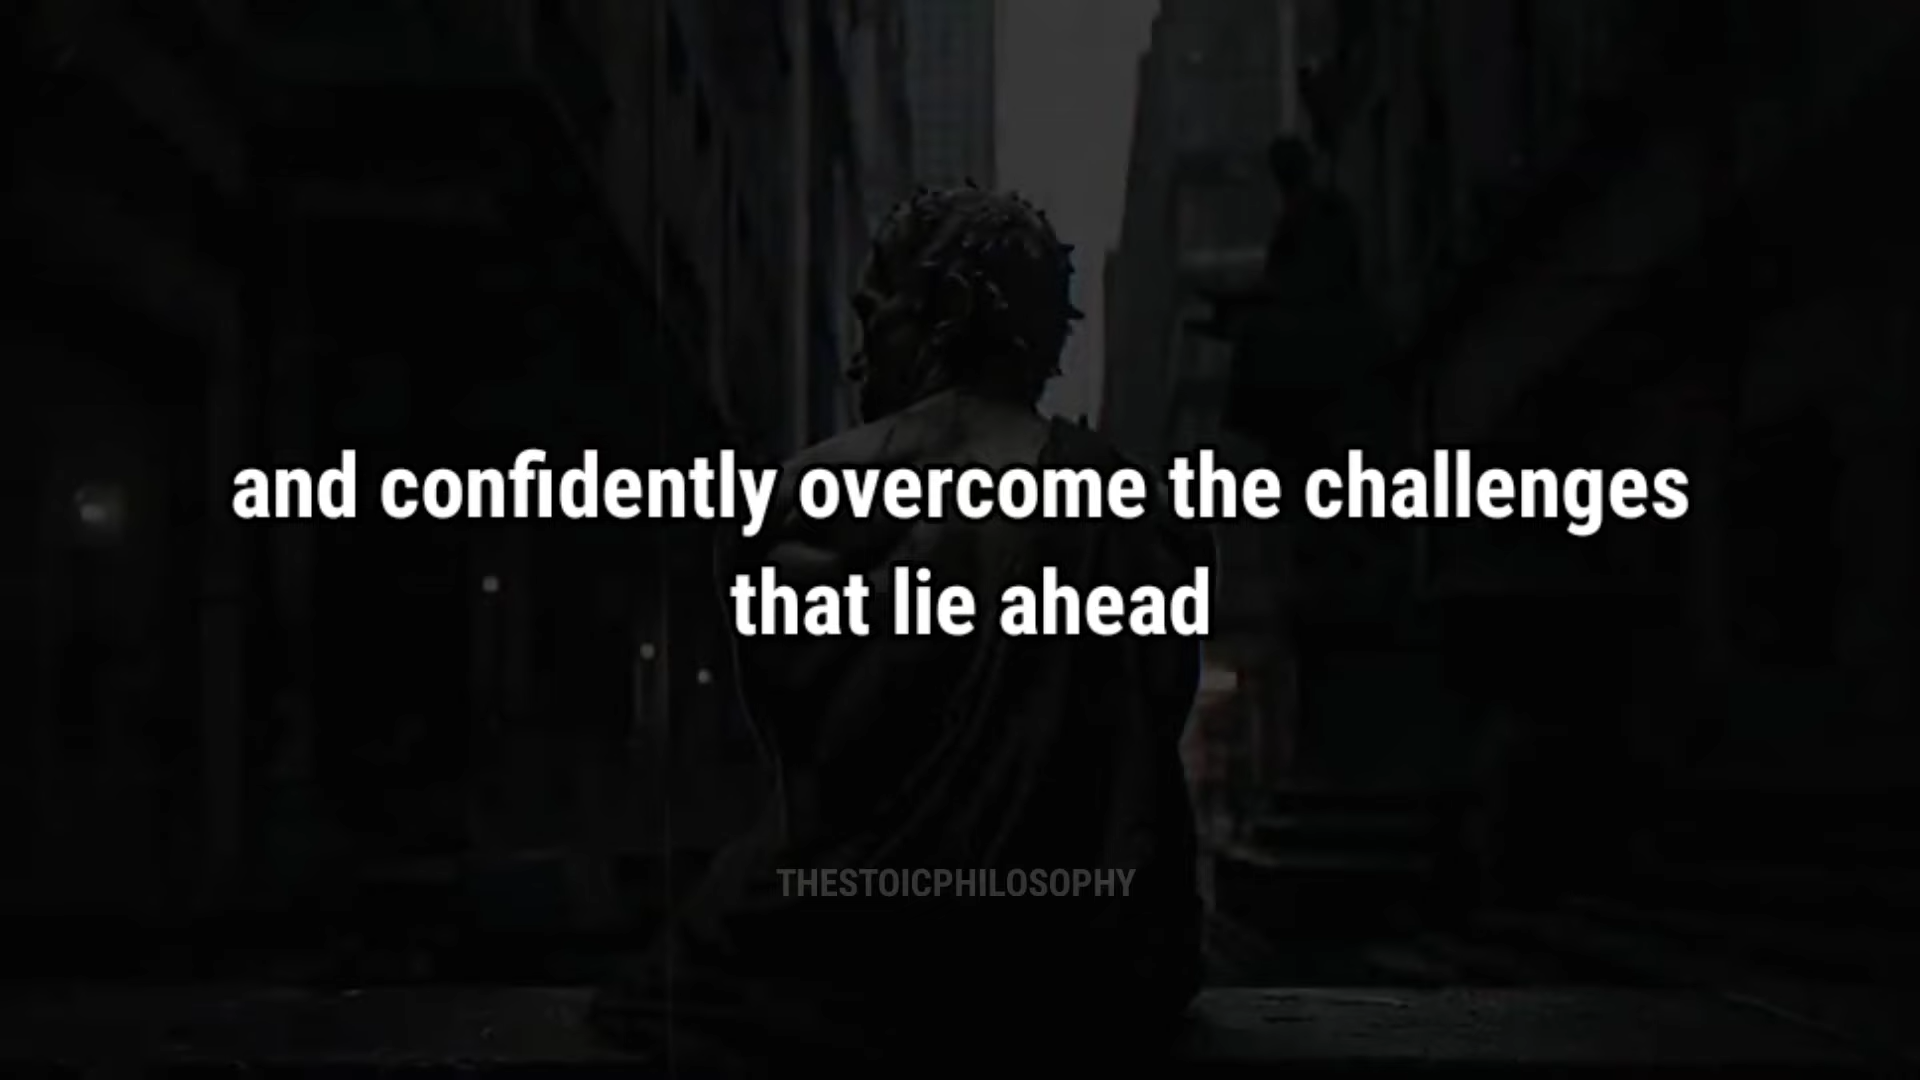 and confidently overcome the challenges
that lie ahead
THESTOICPHILOSOPHY